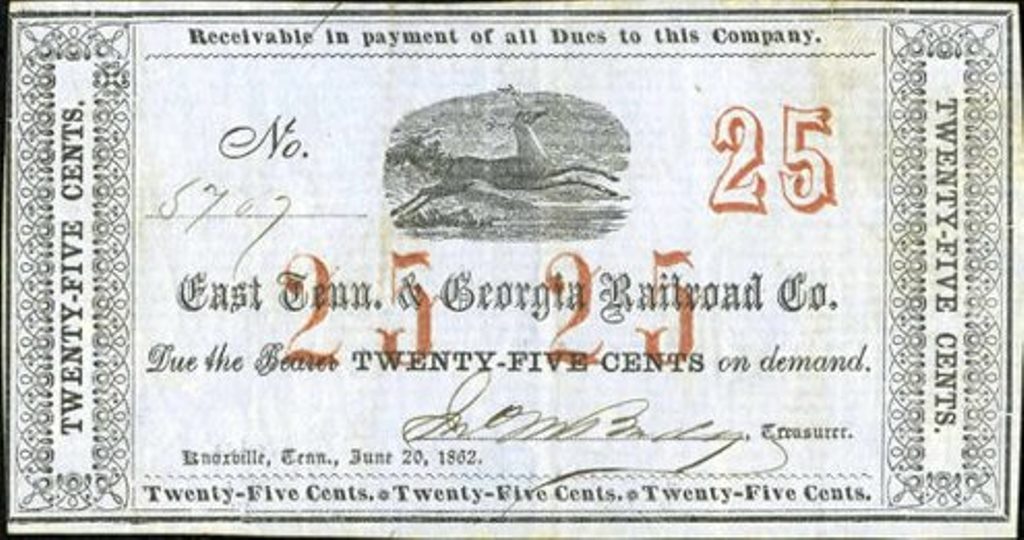 Receivable in payment of all Dues to this Company.
TWENTY-FIVE CENTS.
No.
5707
25
25 25
East Tenn. & Georgia Railroad Co.
Due the Bearer TWENTY-FIVE CENTS on demand.
Treasurer.
Knoxville, Tenn., June 20, 1862.
Twenty-Five Cents. Twenty-Five Cents. Twenty-Five Cents.
TWENTY-FIVE CENTS.